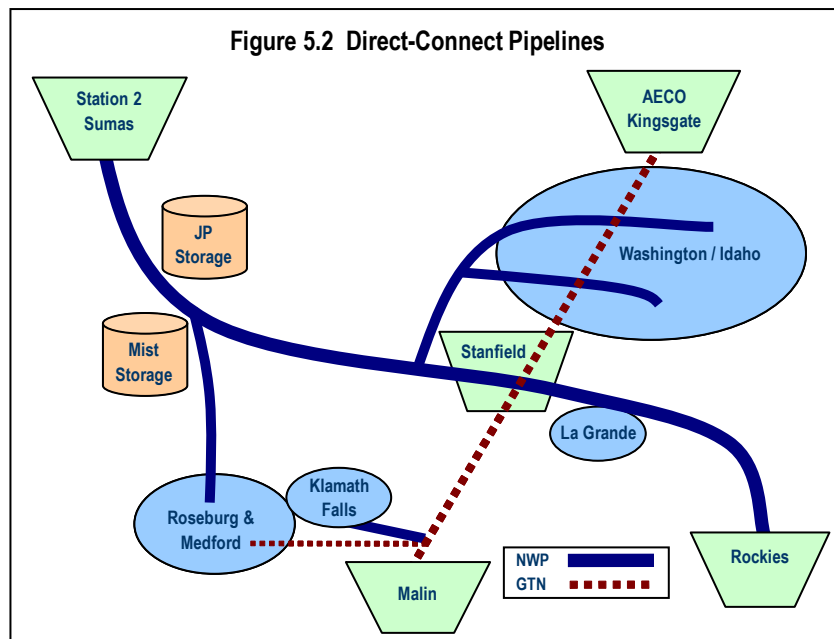 Figure 5.2 Direct-Connect Pipelines
Station 2
Sumas
AECO
Kingsgate
JP
Storage
Washington / Idaho
Mist
Storage
Stanfield
La Grande
Klamath
Falls
Roseburg &
Medford
NWP
GTN
Rockies
Malin